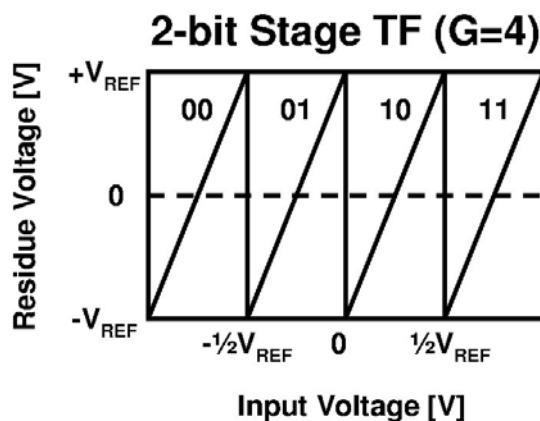 2-bit Stage TF (G=4)
+VREF
00 01 10 11
Residue Voltage [V]
0
-VREF
-½VREF 0 ½VREF
Input Voltage [V]